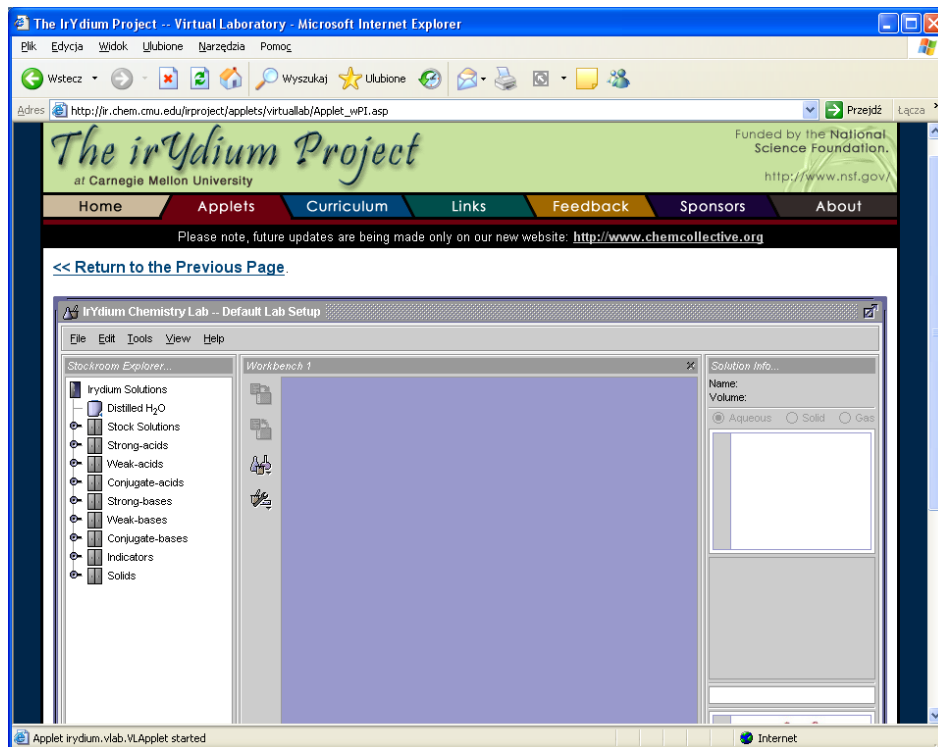 The IrYdium Project -- Virtual Laboratory - Microsoft Internet Explorer
Plik Edycja Widok Ulubione Narzędzia Pomoc
Wstecz Wyszukaj Ulubione
Adres http://ir.chem.cmu.edu/irproject/applets/virtuallab/Applet_wPI.asp Przejdź Łącza
The irYdium Project
at Carnegie Mellon University
Funded by the National
Science Foundation.
http://www.nsf.gov/
Home Applets Curriculum Links Feedback Sponsors About
Please note, future updates are being made only on our new website: http://www.chemcollective.org
<< Return to the Previous Page.
IrYdium Chemistry Lab -- Default Lab Setup
File Edit Tools View Help
Stockroom Explorer...
Irydium Solutions
Distilled H₂O
Stock Solutions
Strong-acids
Weak-acids
Conjugate-acids
Strong-bases
Weak-bases
Conjugate-bases
Indicators
Solids
Workbench 1
Solution Info...
Name:
Volume:
Aqueous Solid Gas
Applet irydium.vlab.VLApplet started Internet